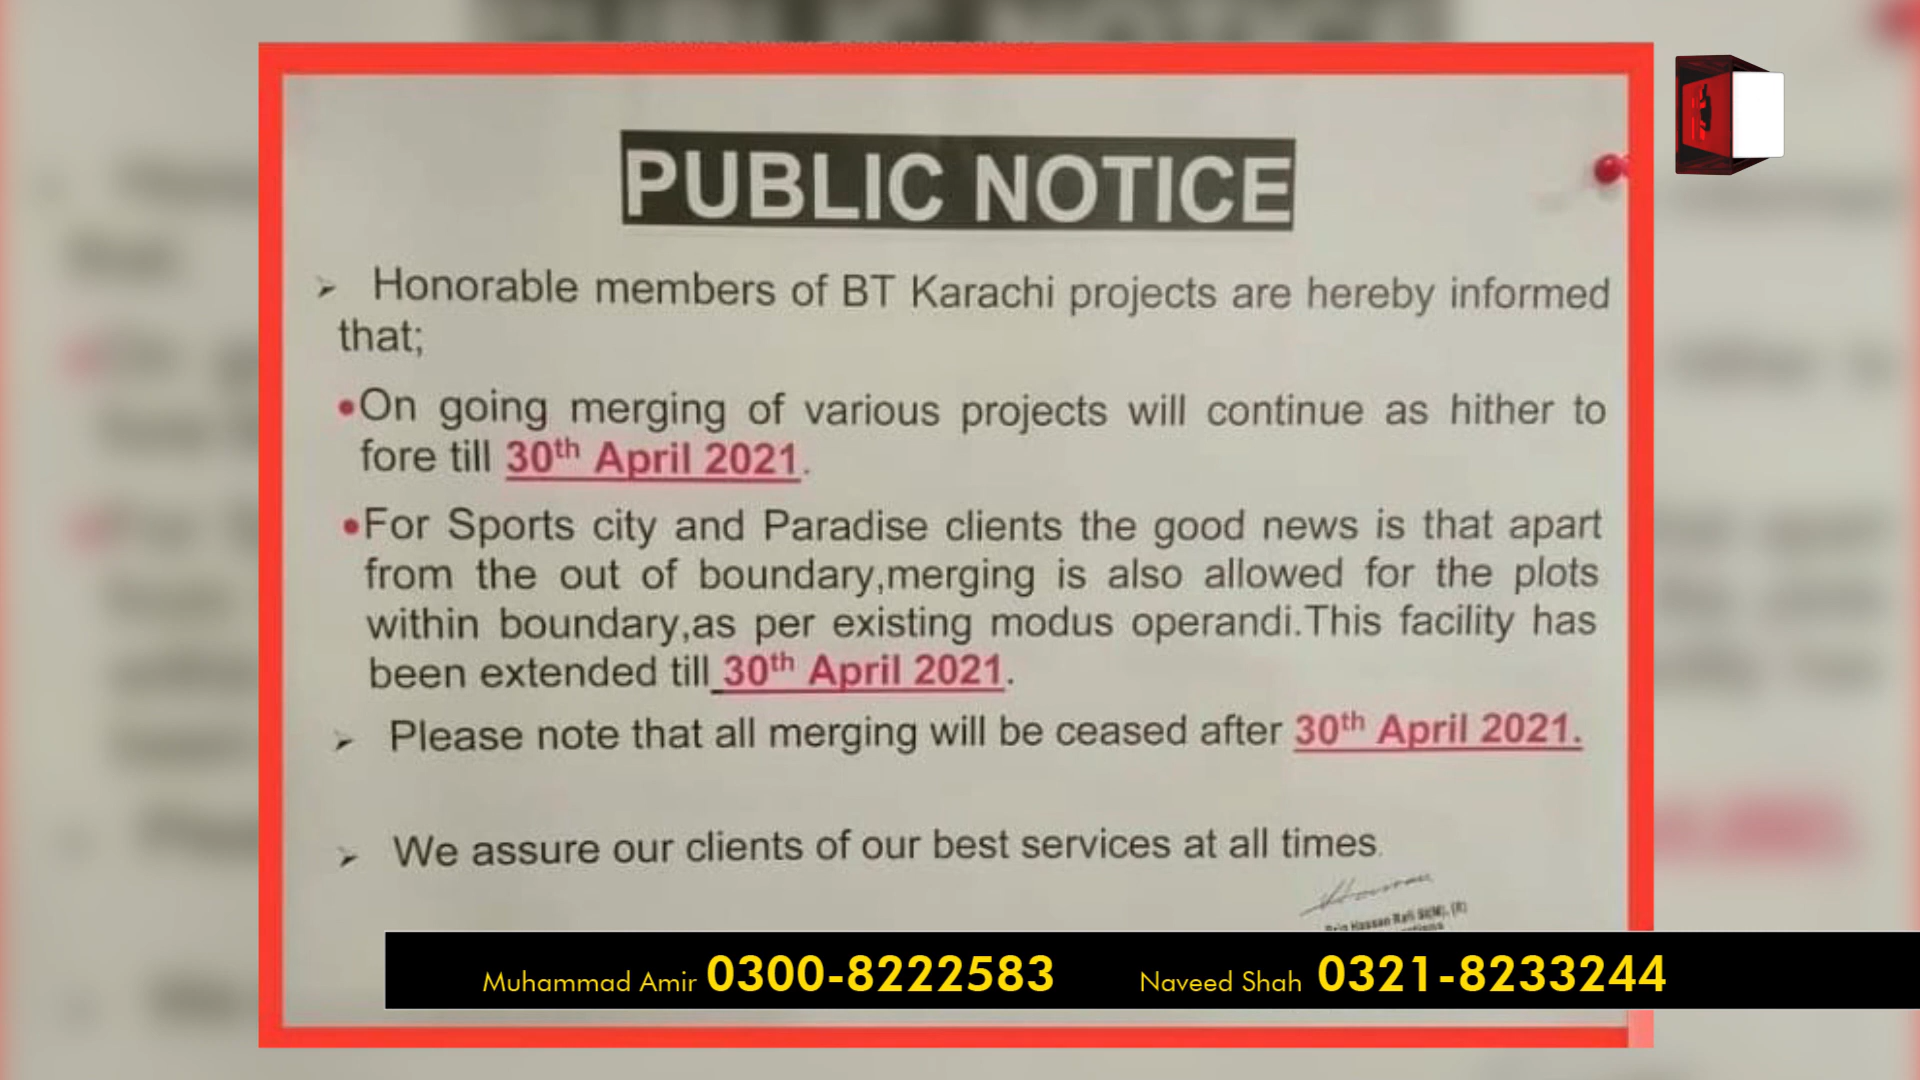 PUBLIC NOTICE
➢ Honorable members of BT Karachi projects are hereby informed
that;
•On going merging of various projects will continue as hither to
fore till 30th April 2021.
•For Sports city and Paradise clients the good news is that apart
from the out of boundary,merging is also allowed for the plots
within boundary,as per existing modus operandi.This facility has
been extended till 30th April 2021.
➢ Please note that all merging will be ceased after 30th April 2021.
➢ We assure our clients of our best services at all times.
Brig Hassan Rafi SI(M), (R)
Muhammad Amir 0300-8222583 Naveed Shah 0321-8233244